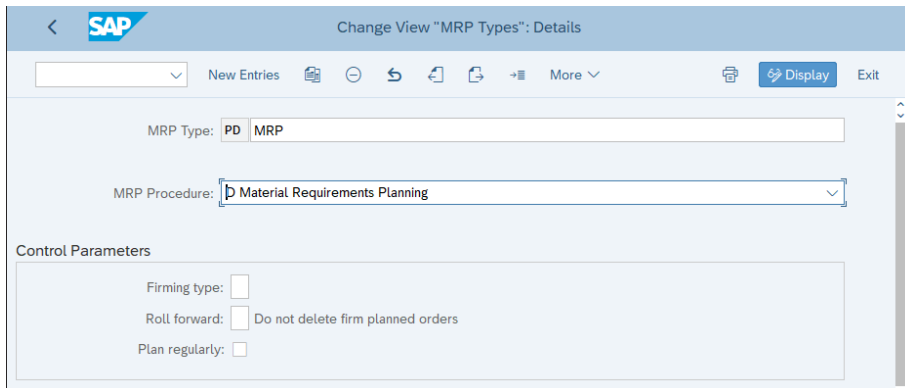 SAP Change View "MRP Types": Details
New Entries More Display Exit
MRP Type: PD MRP
MRP Procedure: D Material Requirements Planning
Control Parameters
Firming type:
Roll forward: Do not delete firm planned orders
Plan regularly: